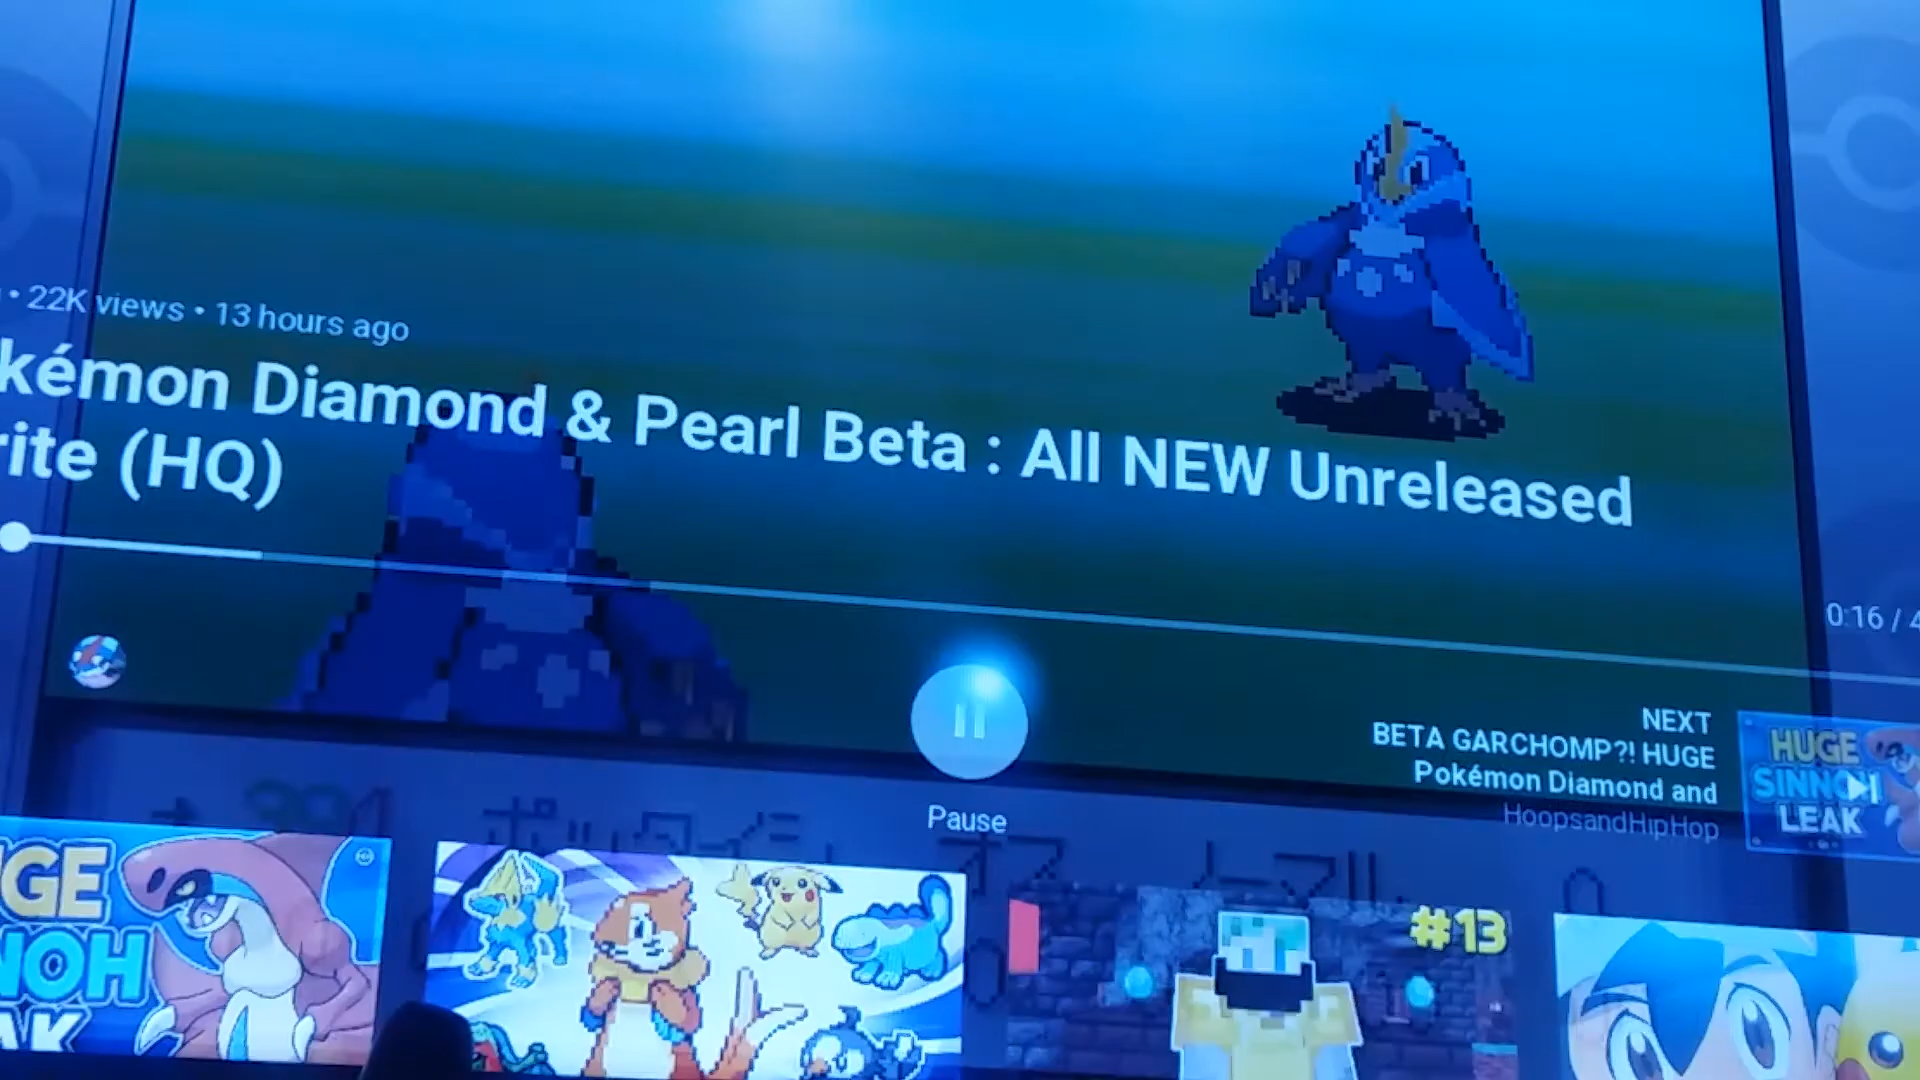 • 22K views • 13 hours ago
kémon Diamond & Pearl Beta : All NEW Unreleased
rite (HQ)
0:16 / 4
NEXT
BETA GARCHOMP?! HUGE
Pokémon Diamond and
HoopsandHipHop
HUGE
SINNOH
LEAK
Pause
GE
NOH
AK
#13